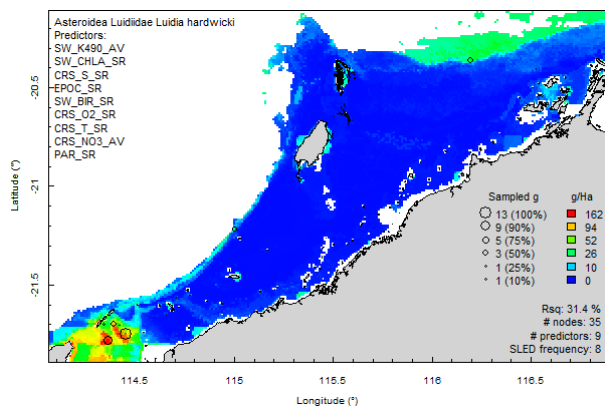 Asteroidea Luidiidae Luidia hardwicki
Predictors:
SW_K490_AV
SW_CHLA_SR
CRS_S_SR
EPOC_SR
SW_BIR_SR
CRS_O2_SR
CRS_T_SR
CRS_NO3_AV
PAR_SR
-20.5
-21
-21.5
Latitude (°)
Sampled g g/Ha
13 (100%) 162
9 (90%) 94
5 (75%) 52
3 (50%) 26
1 (25%) 10
1 (10%) 0
Rsq: 31.4 %
# nodes: 35
# predictors: 9
SLED frequency: 8
114.5 115 115.5 116 116.5
Longitude (°)